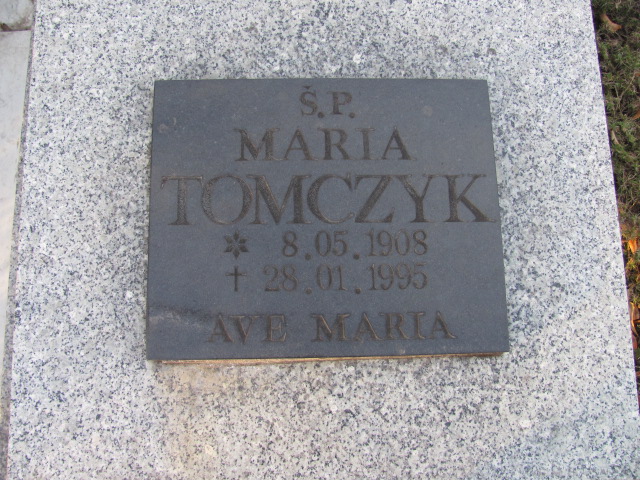 Ś.P.
MARIA
TOMCZYK
* 8.05.1908
† 28.01.1995
AVE MARIA